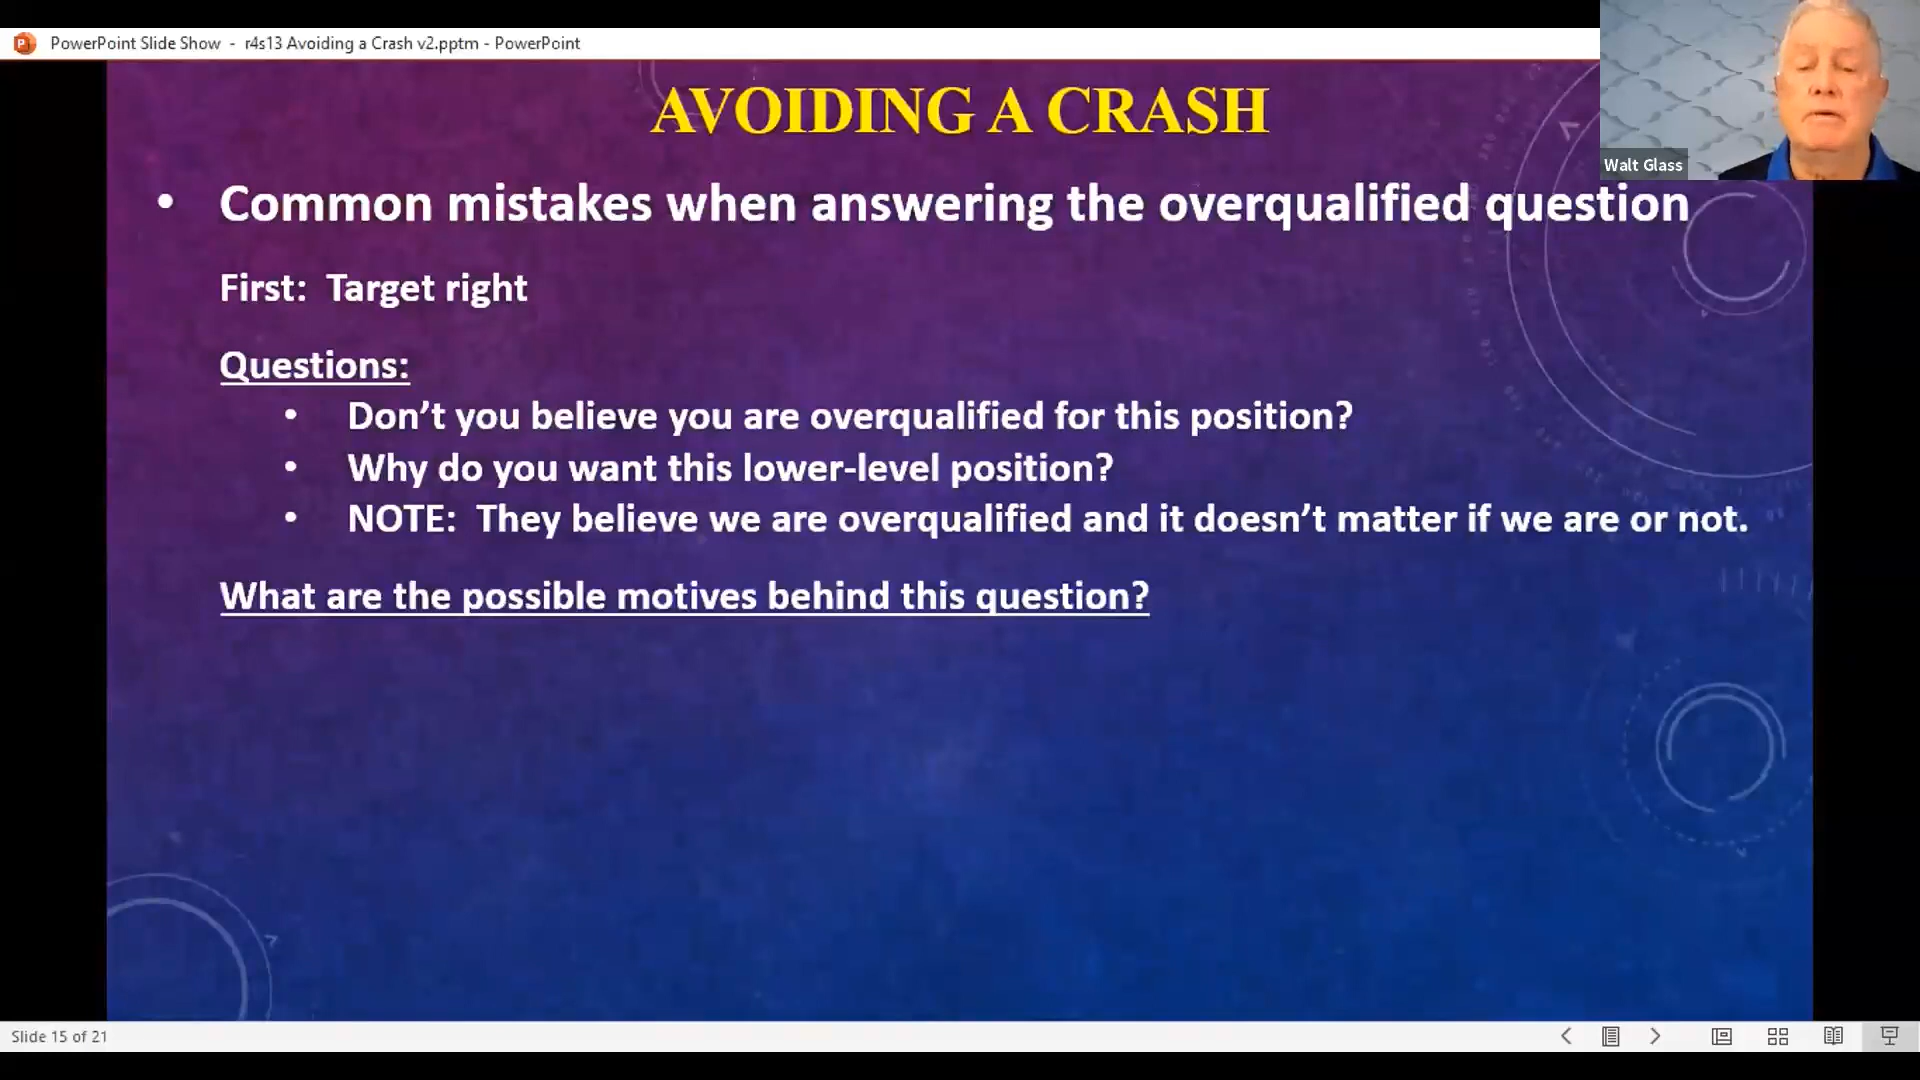 PowerPoint Slide Show - r4s13 Avoiding a Crash v2.pptm - PowerPoint
Walt Glass
AVOIDING A CRASH
• Common mistakes when answering the overqualified question
First: Target right
Questions:
• Don’t you believe you are overqualified for this position?
• Why do you want this lower-level position?
• NOTE: They believe we are overqualified and it doesn’t matter if we are or not.
What are the possible motives behind this question?
Slide 15 of 21